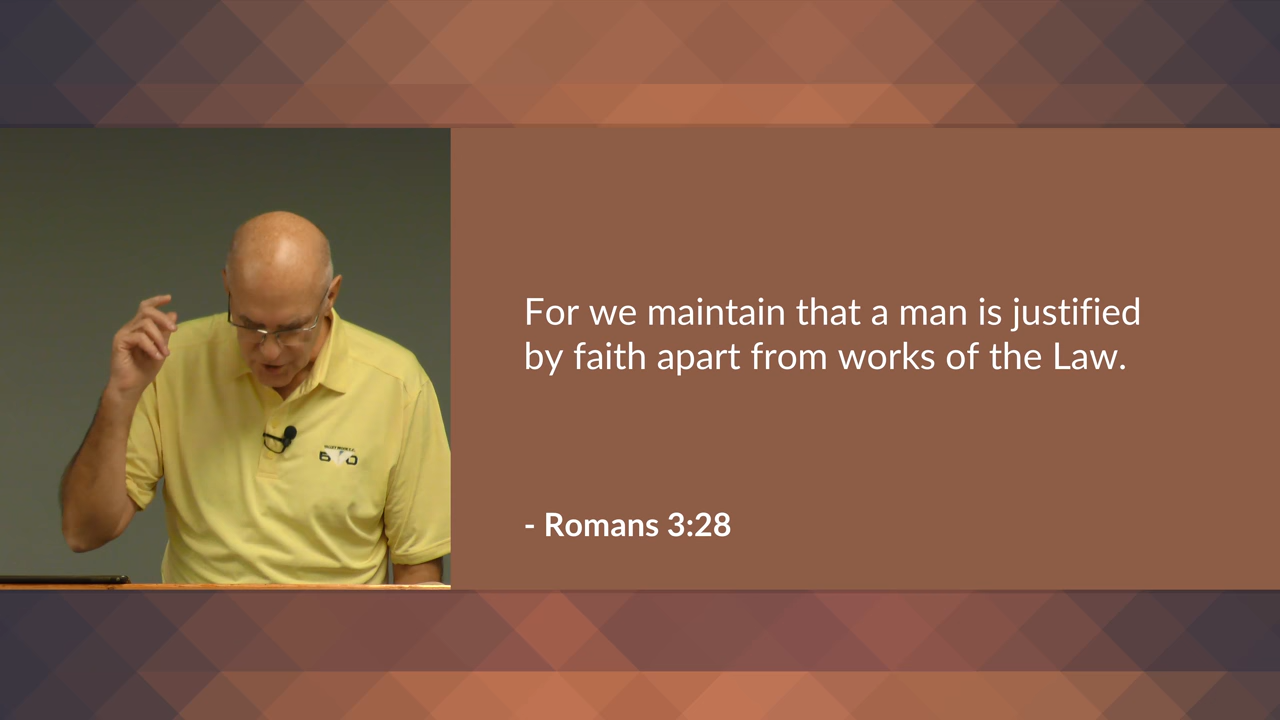 For we maintain that a man is justified
by faith apart from works of the Law.
- Romans 3:28